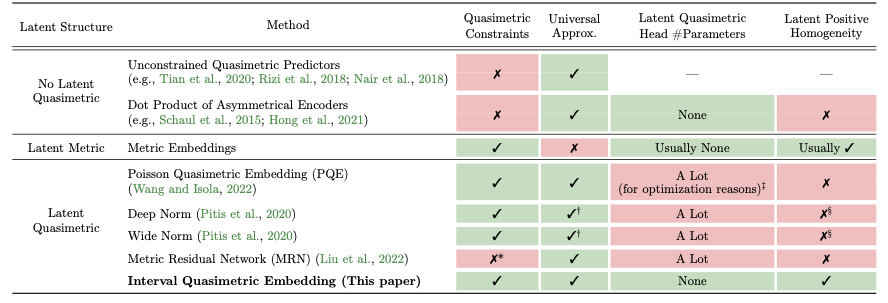 Latent Structure Method Quasimetric Constraints Universal Approx. Latent Quasimetric Head #Parameters Latent Positive Homogeneity
No Latent Quasimetric
Unconstrained Quasimetric Predictors
(e.g., Tian et al., 2020; Rizi et al., 2018; Nair et al., 2018) ✗ ✓ — —
Dot Product of Asymmetrical Encoders
(e.g., Schaul et al., 2015; Hong et al., 2021) ✗ ✓ None ✗
Latent Metric Metric Embeddings ✓ ✗ Usually None Usually ✓
Latent Quasimetric
Poisson Quasimetric Embedding (PQE)
(Wang and Isola, 2022) ✓ ✓ A Lot (for optimization reasons)‡ ✗
Deep Norm (Pitis et al., 2020) ✓ ✓† A Lot ✗§
Wide Norm (Pitis et al., 2020) ✓ ✓† A Lot ✗§
Metric Residual Network (MRN) (Liu et al., 2022) ✗* ✓ A Lot ✗
Interval Quasimetric Embedding (This paper) ✓ ✓ None ✓